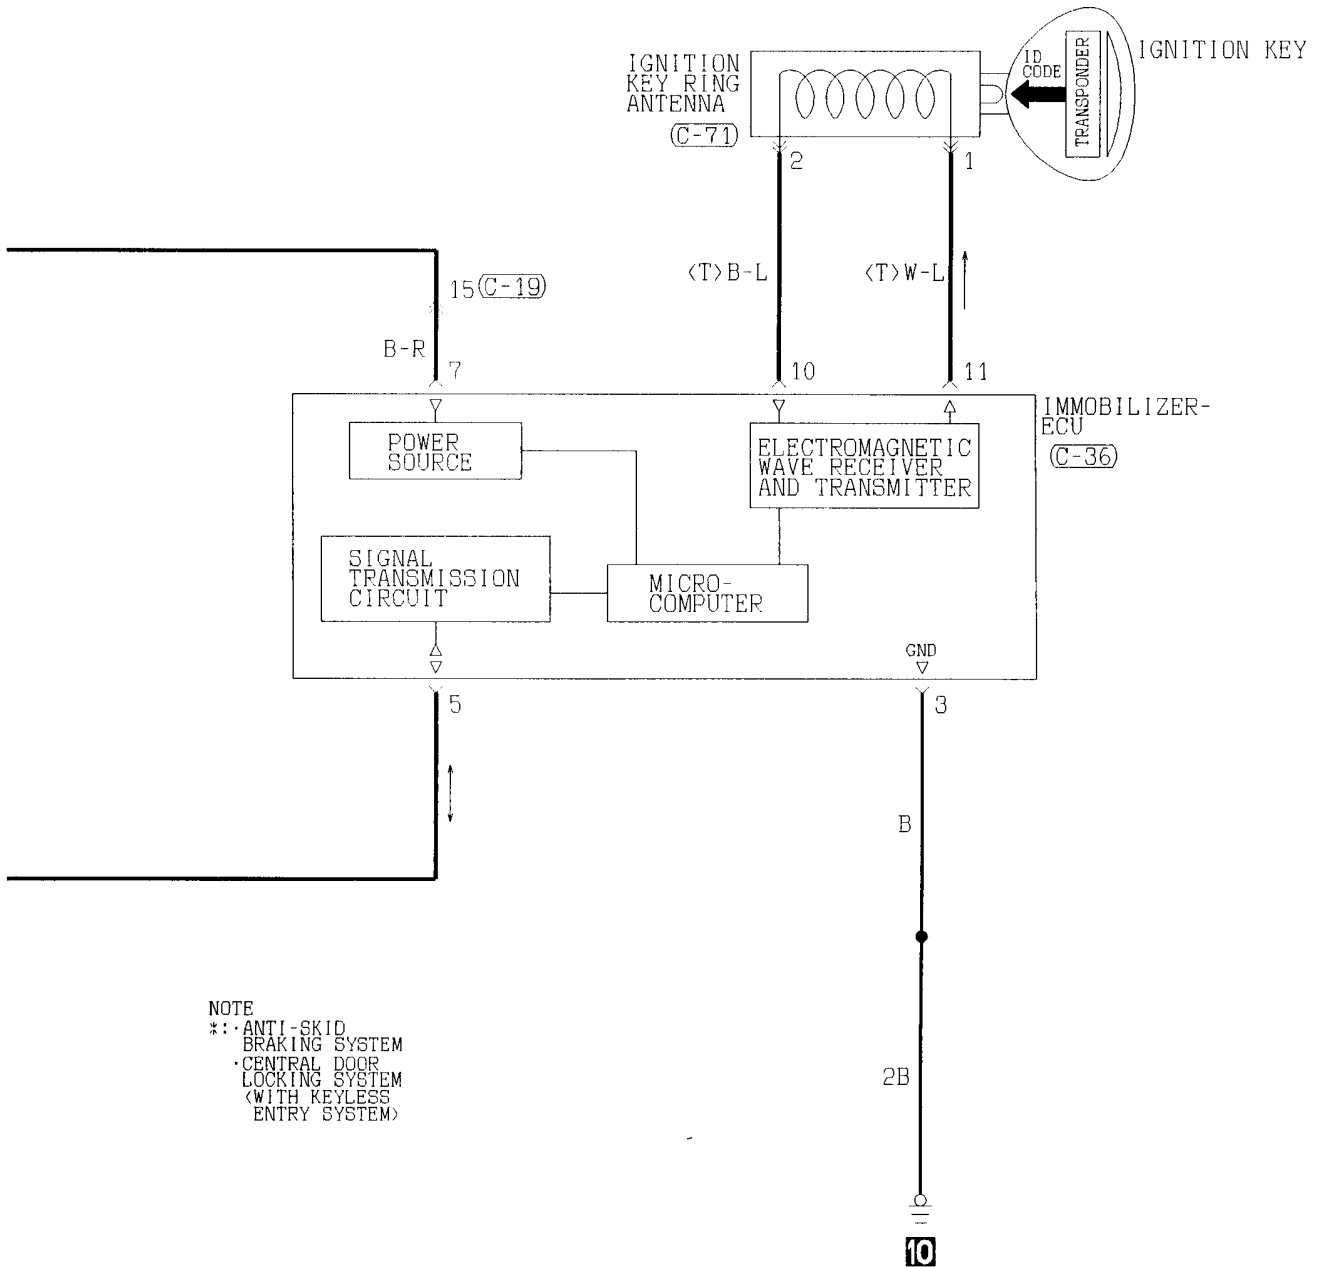 IGNITION KEY
IGNITION
KEY RING
ANTENNA
(C-71)
ID
CODE
TRANSPONDER
2
1
<T>B-L
<T>W-L
15
(C-19)
B-R
7
10
11
IMMOBILIZER-
ECU
(C-36)
POWER
SOURCE
ELECTROMAGNETIC
WAVE RECEIVER
AND TRANSMITTER
SIGNAL
TRANSMISSION
CIRCUIT
MICRO-
COMPUTER
GND
5
3
B
NOTE
*:·ANTI-SKID
BRAKING SYSTEM
·CENTRAL DOOR
LOCKING SYSTEM
<WITH KEYLESS
ENTRY SYSTEM>
2B
10